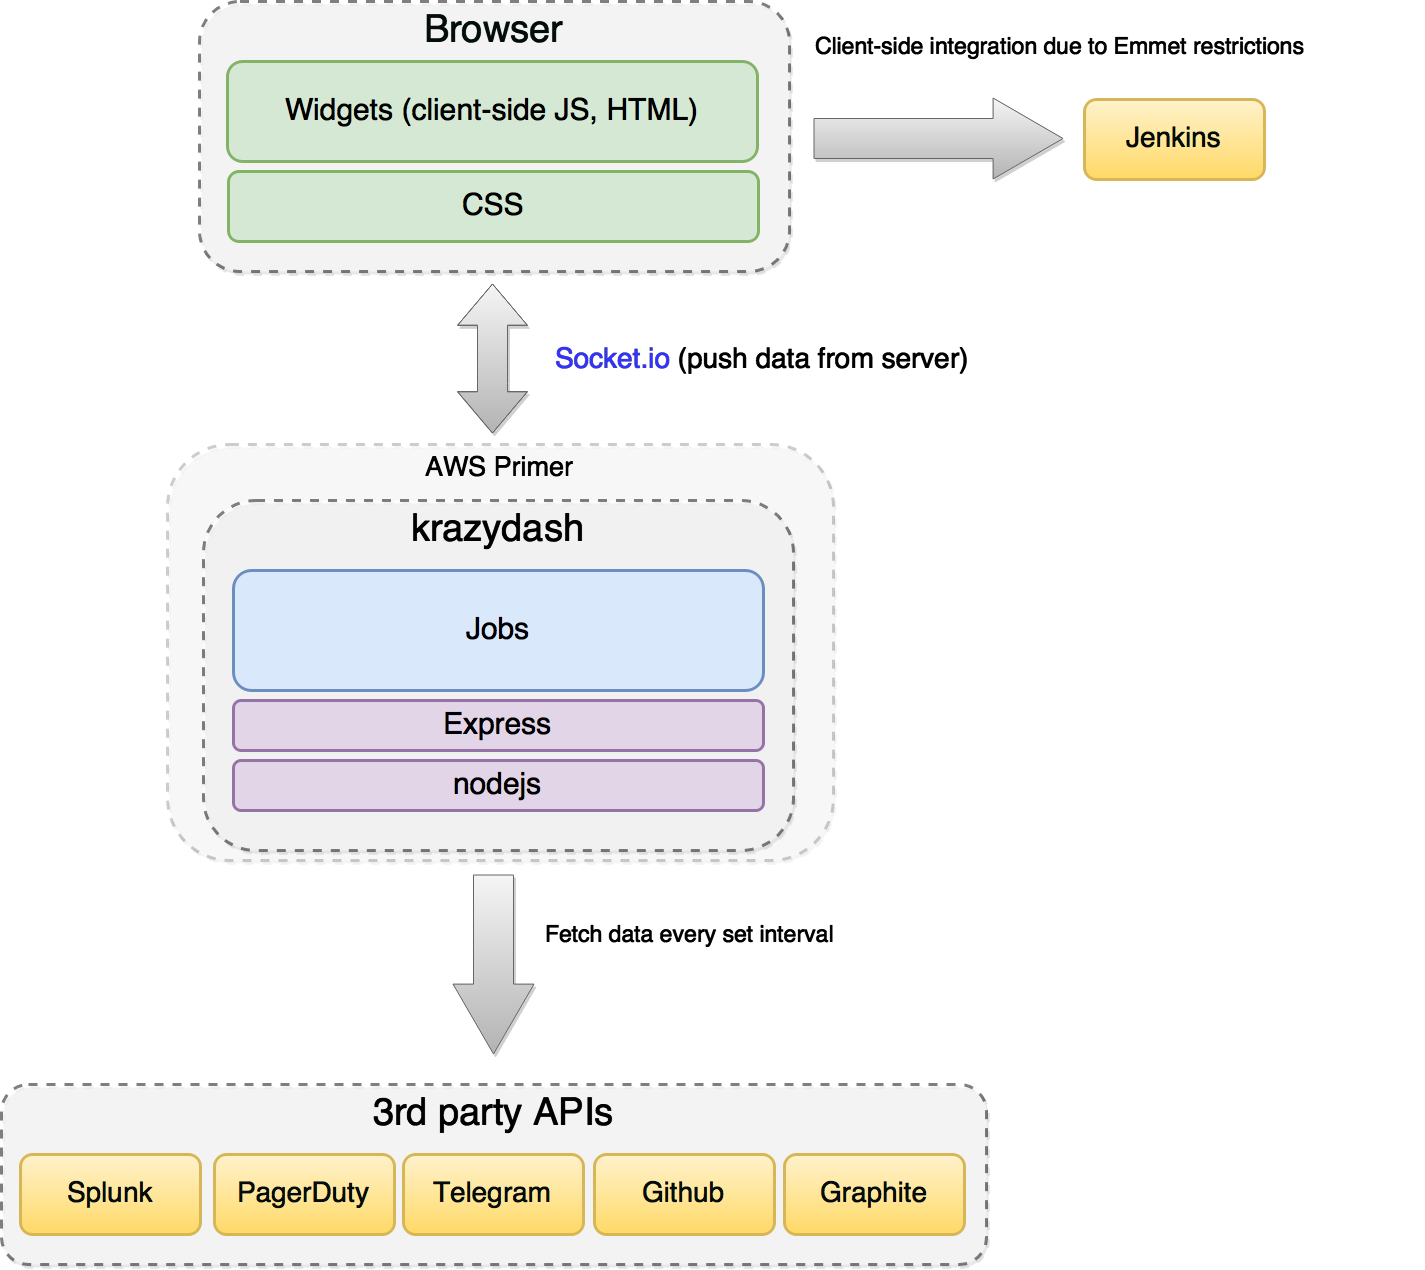 Browser
Client-side integration due to Emmet restrictions
Widgets (client-side JS, HTML)
Jenkins
CSS
Socket.io (push data from server)
AWS Primer
krazydash
Jobs
Express
nodejs
Fetch data every set interval
3rd party APIs
Splunk
PagerDuty
Telegram
Github
Graphite